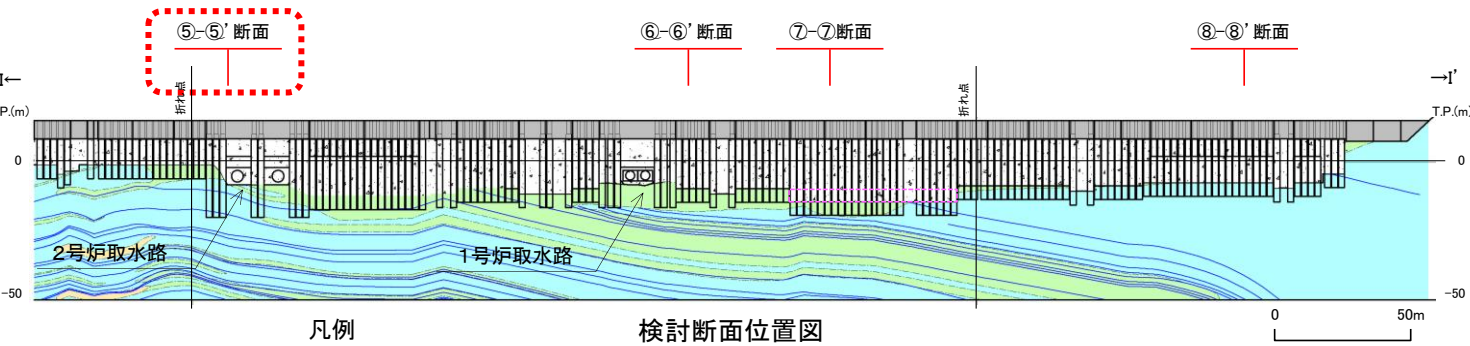 ⑤-⑤’断面
⑥-⑥’断面
⑦-⑦断面
⑧-⑧’断面
I←
→I’
折れ点
折れ点
P.(m)
T.P.(m)
0
0
2号炉取水路
1号炉取水路
-50
-50
凡例
検討断面位置図
0
50m